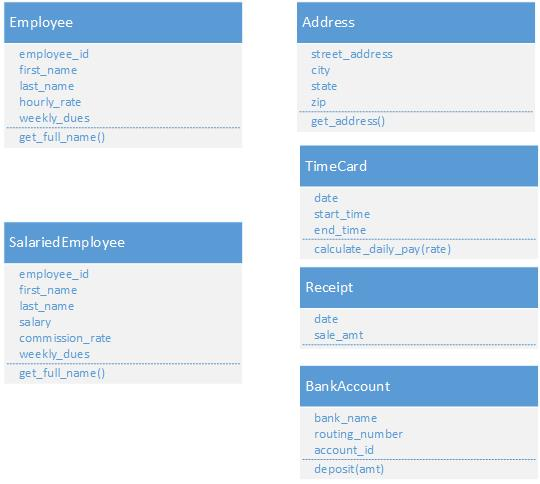 Employee
employee_id
first_name
last_name
hourly_rate
weekly_dues
get_full_name()
SalariedEmployee
employee_id
first_name
last_name
salary
commission_rate
weekly_dues
get_full_name()
Address
street_address
city
state
zip
get_address()
TimeCard
date
start_time
end_time
calculate_daily_pay(rate)
Receipt
date
sale_amt
BankAccount
bank_name
routing_number
account_id
deposit(amt)